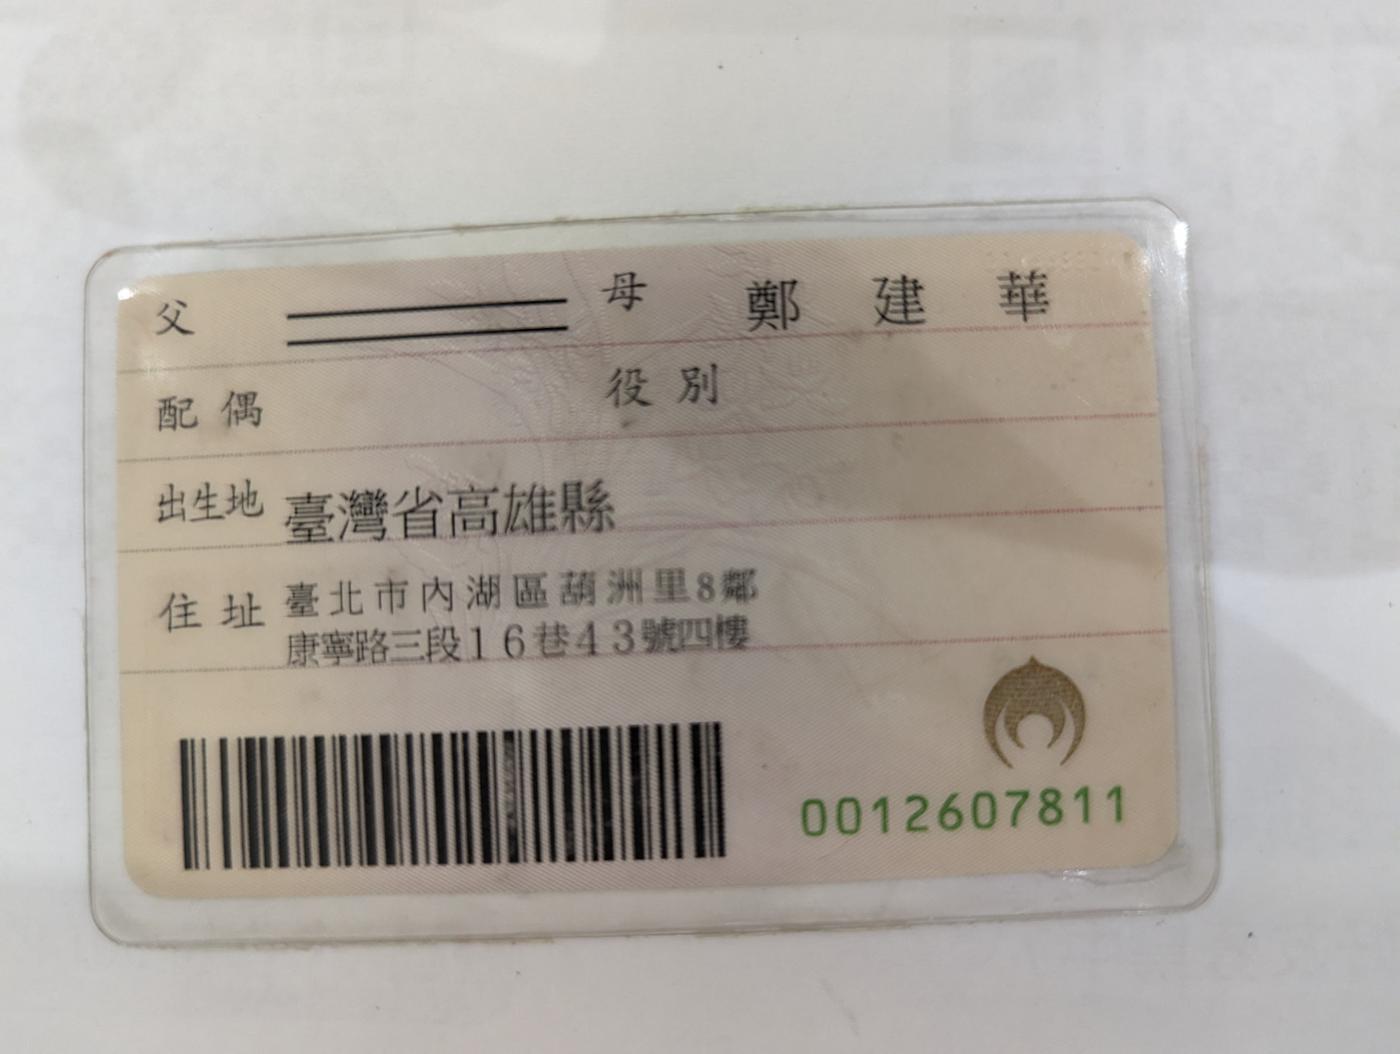 父 母 鄭建華
配偶 役別
出生地 臺灣省高雄縣
住址 臺北市內湖區葫洲里8鄰
康寧路三段16巷43號四樓
0012607811